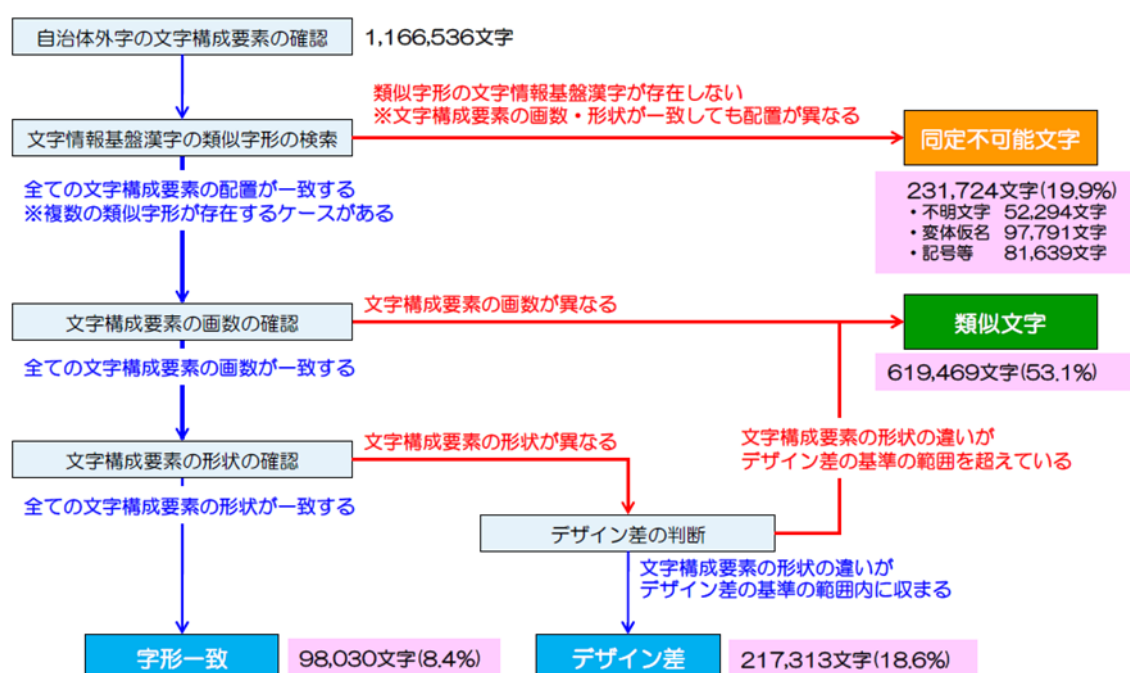 自治体外字の文字構成要素の確認
1,166,536文字
類似字形の文字情報基盤漢字が存在しない
※文字構成要素の画数・形状が一致しても配置が異なる
文字情報基盤漢字の類似字形の検索
同定不可能文字
全ての文字構成要素の配置が一致する
※複数の類似字形が存在するケースがある
231,724文字(19.9%)
・不明文字 52,294文字
・変体仮名 97,791文字
・記号等 81,639文字
文字構成要素の画数が異なる
文字構成要素の画数の確認
類似文字
全ての文字構成要素の画数が一致する
619,469文字(53.1%)
文字構成要素の形状が異なる
文字構成要素の形状の違いが
デザイン差の基準の範囲を超えている
文字構成要素の形状の確認
全ての文字構成要素の形状が一致する
デザイン差の判断
文字構成要素の形状の違いが
デザイン差の基準の範囲内に収まる
字形一致
98,030文字(8.4%)
デザイン差
217,313文字(18.6%)